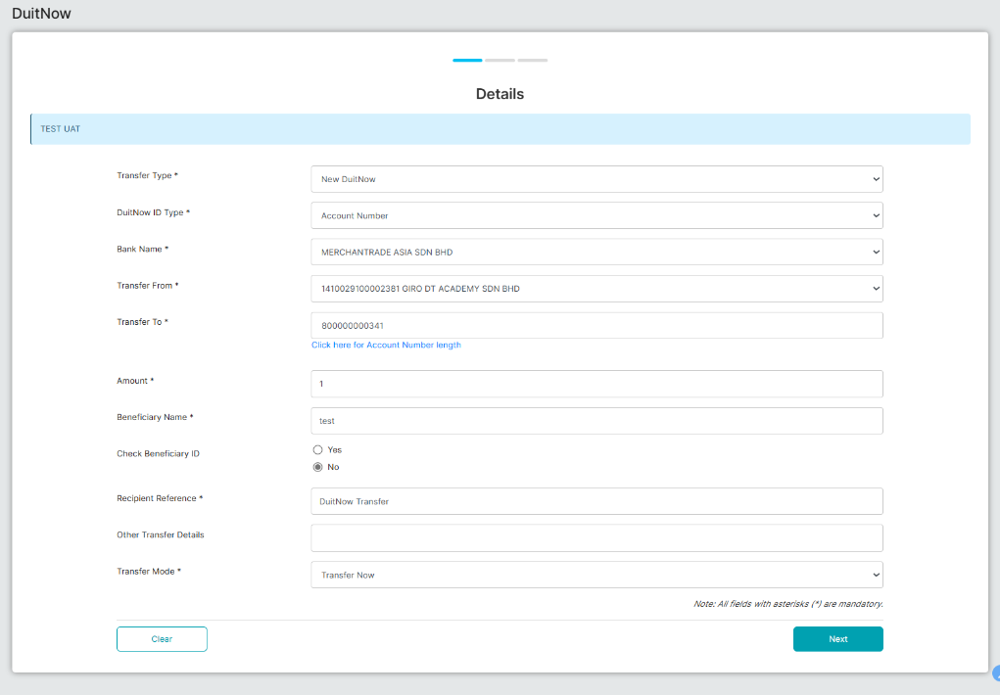 DuitNow
Details
TEST UAT
Transfer Type *
New DuitNow
DuitNow ID Type *
Account Number
Bank Name *
MERCHANTRADE ASIA SDN BHD
Transfer From *
1410029100002381 GIRO DT ACADEMY SDN BHD
Transfer To *
800000000341
Click here for Account Number length
Amount *
1
Beneficiary Name *
test
Check Beneficiary ID
Yes
No
Recipient Reference *
DuitNow Transfer
Other Transfer Details
Transfer Mode *
Transfer Now
Note: All fields with asterisks (*) are mandatory.
Clear
Next